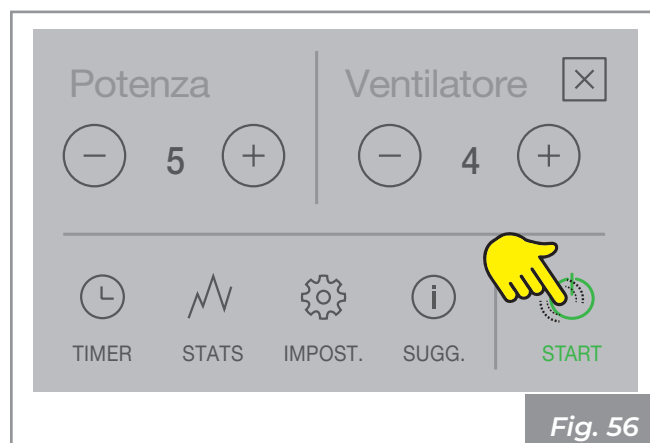 Potenza
Ventilatore
5
4
TIMER
STATS
IMPOST.
SUGG.
START
Fig. 56